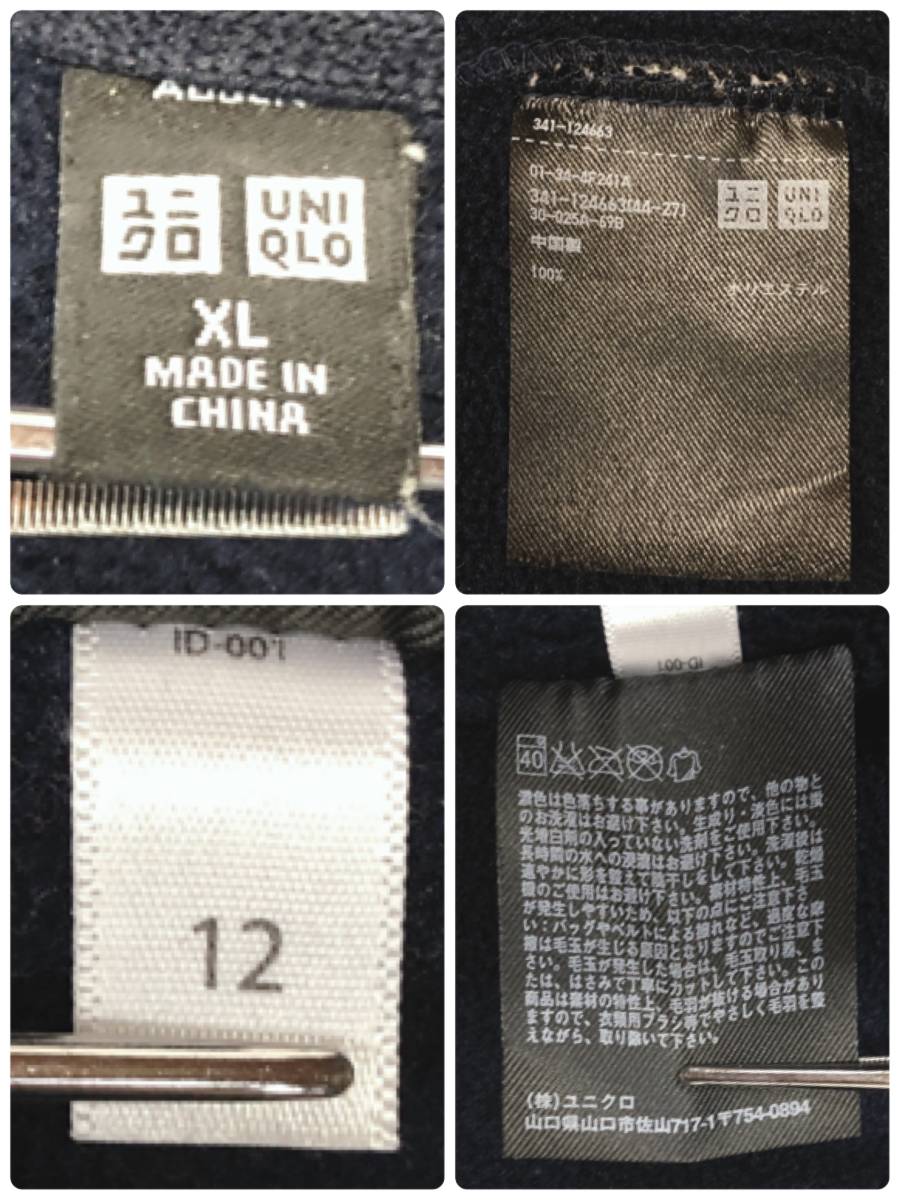 ユニ
クロ
UNI
QLO
XL
MADE IN
CHINA
341-124663
01-3A-4F241A
341-124663(44-27)
30-026A-69B
ユニ
クロ
UNI
QLO
中国製
100% ポリエステル
ID-001
12
ID-001
40
濃色は色落ちする事がありますので、他の物と
のお洗濯はお避け下さい。生成り・淡色には蛍
光増白剤の入っていない洗剤をご使用下さい。
長時間の水への浸漬はお避け下さい。洗濯後は
速やかに形を整えて陰干しをして下さい。乾燥
機のご使用はお避け下さい。素材特性上、毛玉
が発生しやすいため、以下の点にご注意下さ
い：バッグやベルトによる擦れなど、過度な摩
擦は毛玉が生じる原因となりますのでご注意下
さい。毛玉が発生した場合は、毛玉取り器、ま
たは、はさみで丁寧にカットして下さい。この
商品は素材の特性上、毛羽が抜ける場合があり
ますので、衣類用ブラシ等でやさしく毛羽を整
えながら、取り除いて下さい。
(株)ユニクロ
山口県山口市佐山717-1〒754-0894